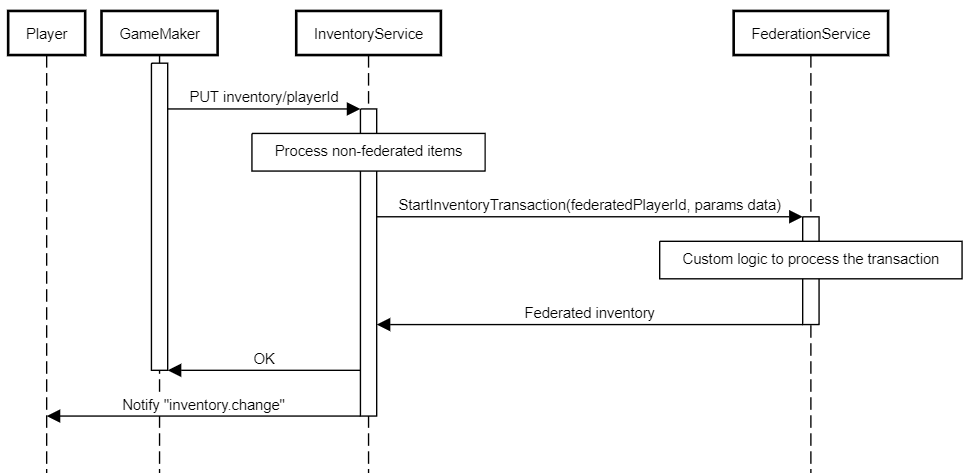 Player
GameMaker
InventoryService
FederationService
PUT inventory/playerId
Process non-federated items
StartInventoryTransaction(federatedPlayerId, params data)
Custom logic to process the transaction
Federated inventory
OK
Notify "inventory.change"